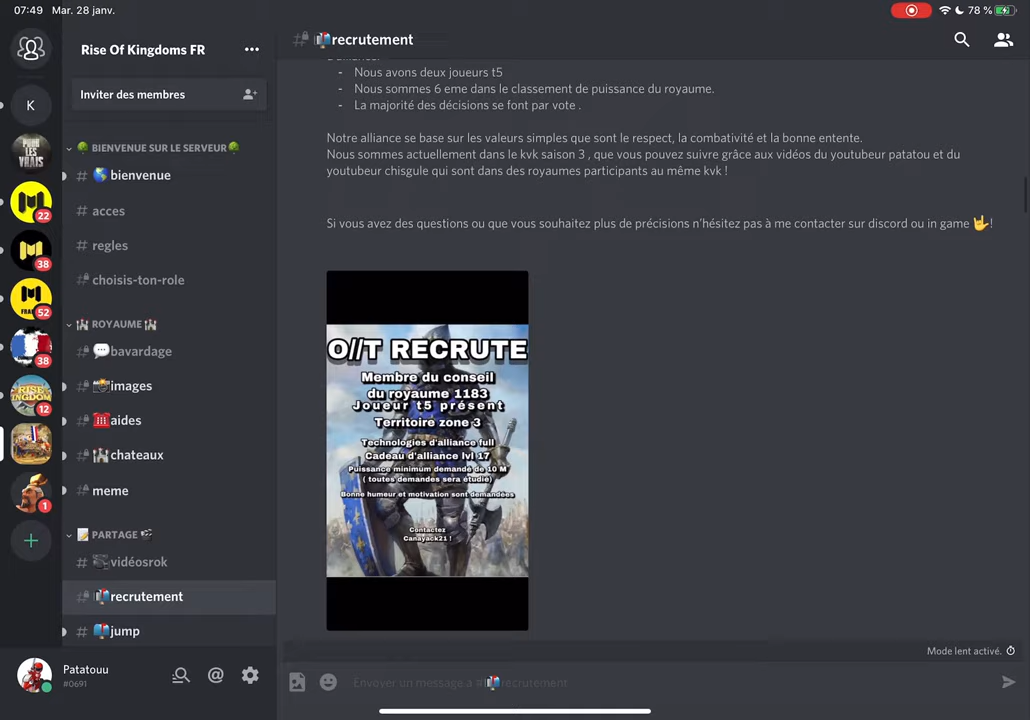 07:49 Mar. 28 janv.
78 %
Rise Of Kingdoms FR
recrutement
Inviter des membres
BIENVENUE SUR LE SERVEUR
# bienvenue
# acces
# regles
# choisis-ton-role
ROYAUME
# bavardage
# images
# aides
# chateaux
# meme
PARTAGE
# vidéosrok
# recrutement
# jump
K
POUR LES VRAIS
22
38
52
38
12
1
Patatouu
#0691
- Nous avons deux joueurs t5
- Nous sommes 6 eme dans le classement de puissance du royaume.
- La majorité des décisions se font par vote .
Notre alliance se base sur les valeurs simples que sont le respect, la combativité et la bonne entente.
Nous sommes actuellement dans le kvk saison 3 , que vous pouvez suivre grâce aux vidéos du youtubeur patatou et du
youtubeur chisgule qui sont dans des royaumes participants au même kvk !
Si vous avez des questions ou que vous souhaitez plus de précisions n'hésitez pas à me contacter sur discord ou in game 🤟!
O//T RECRUTE
Membre du conseil
du royaume 1183
Joueur t5 présent
Territoire zone 3
Technologies d'alliance full
Cadeau d'alliance lvl 17
Puissance minimum demandé de 10 M
( toutes demandes sera étudié)
Bonne humeur et motivation sont demandées
Contactez
Canayack21 !
Mode lent activé.
Envoyer un message à # recrutement